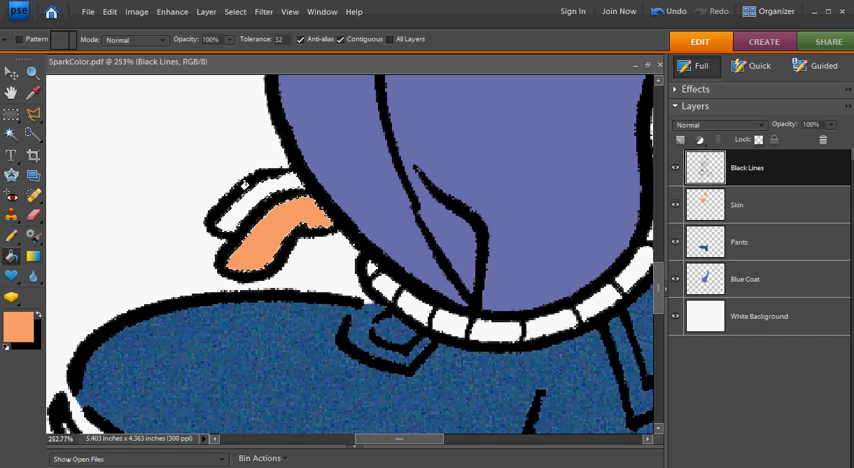 pse File Edit Image Enhance Layer Select Filter View Window Help Sign In Join Now Undo Redo Organizer
Pattern Mode: Normal Opacity: 100% Tolerance: 32 Anti-alias Contiguous All Layers
EDIT CREATE SHARE
SparkColor.pdf @ 253% (Black Lines, RGB/8)
Full Quick Guided
Effects
Layers
Normal Opacity: 100%
Lock:
Black Lines
Skin
Pants
Blue Coat
White Background
252.77% 5.403 inches x 4.363 inches (300 ppi)
Show Open Files Bin Actions